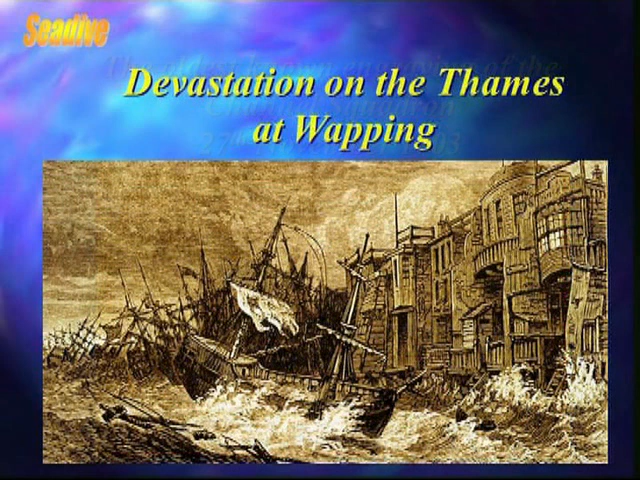 Seadive
Devastation on the Thames
at Wapping